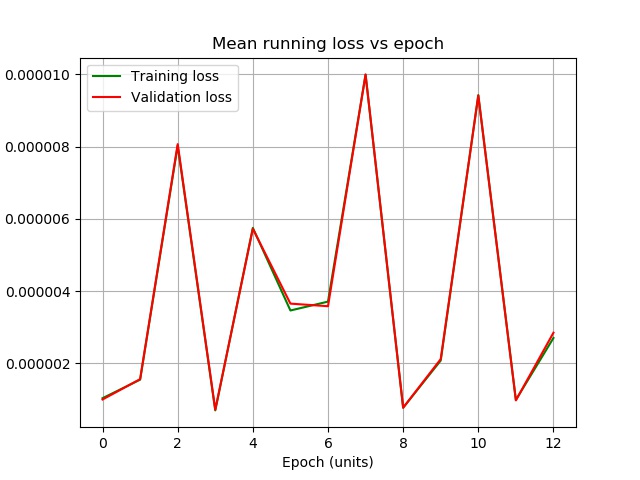 Mean running loss vs epoch
Training loss
Validation loss
0.000010
0.000008
0.000006
0.000004
0.000002
0 2 4 6 8 10 12
Epoch (units)